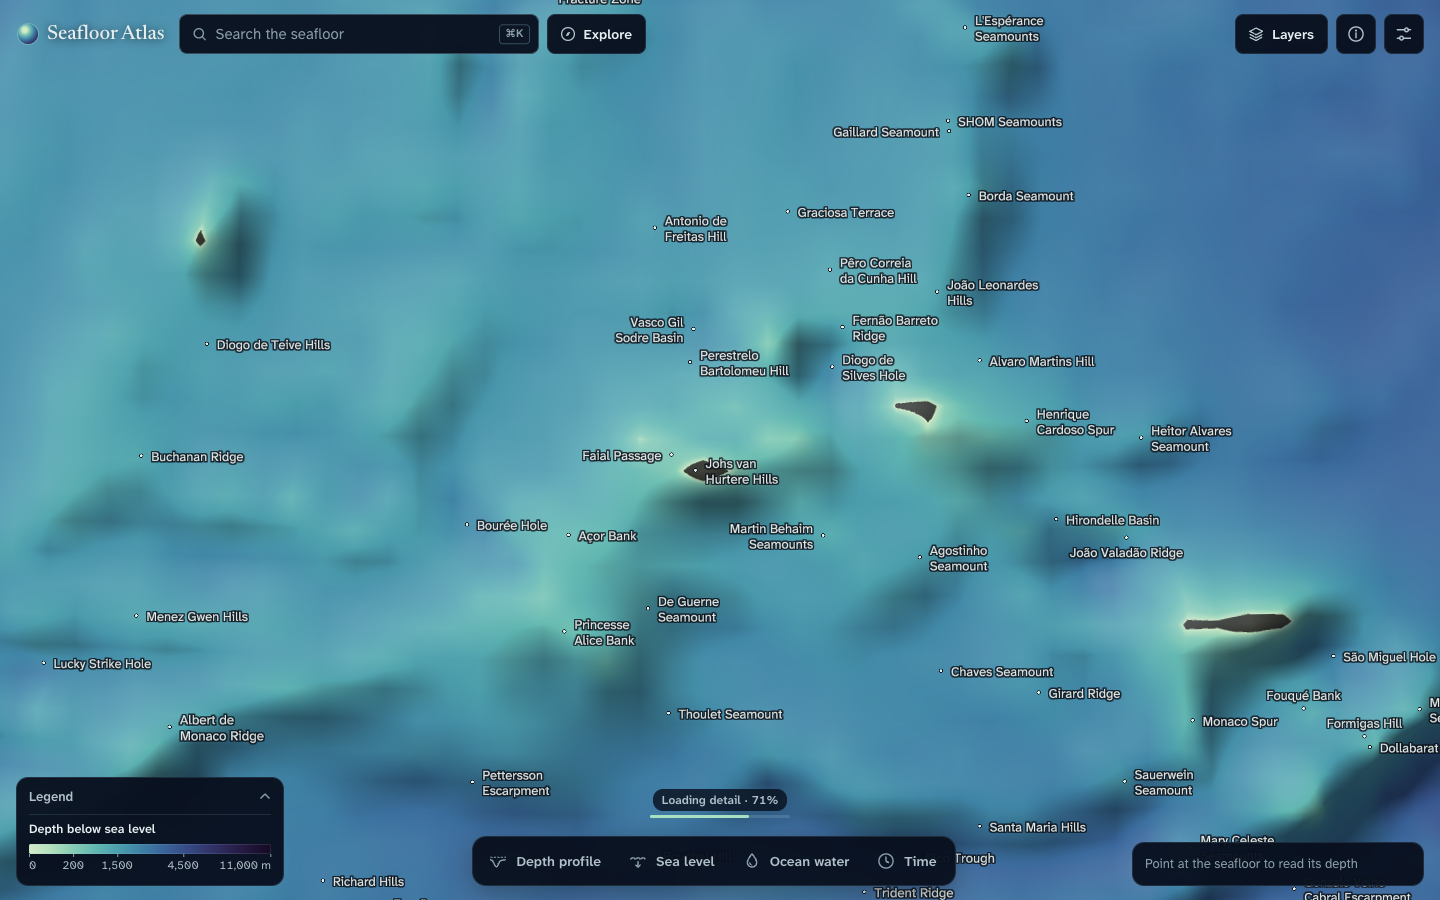 Fracture Zone
Seafloor Atlas
Search the seafloor
⌘K
Explore
L'Espérance
Seamounts
Layers
SHOM Seamounts
Gaillard Seamount
Borda Seamount
Graciosa Terrace
Antonio de
Freitas Hill
Pêro Correia
da Cunha Hill
João Leonardes
Hills
Vasco Gil
Sodre Basin
Fernão Barreto
Ridge
Diogo de Teive Hills
Perestrelo
Bartolomeu Hill
Diogo de
Silves Hole
Alvaro Martins Hill
Henrique
Cardoso Spur
Heitor Alvares
Seamount
Buchanan Ridge
Faial Passage
Johs van
Hurtere Hills
Bourée Hole
Açor Bank
Martin Behaim
Seamounts
Hirondelle Basin
João Valadão Ridge
Agostinho
Seamount
Menez Gwen Hills
De Guerne
Seamount
Princesse
Alice Bank
Lucky Strike Hole
São Miguel Hole
Chaves Seamount
Girard Ridge
Fouqué Bank
Albert de
Monaco Ridge
Thoulet Seamount
Monaco Spur
Formigas Hill
Dollabarat
Pettersson
Escarpment
Sauerwein
Seamount
Legend
Depth below sea level
0 200 1,500 4,500 11,000 m
Loading detail · 71%
Santa Maria Hills
Mary Celeste
Depth profile
Sea level
Ocean water
Time
Trough
Point at the seafloor to read its depth
Richard Hills
Trident Ridge
Cabral Escarpment